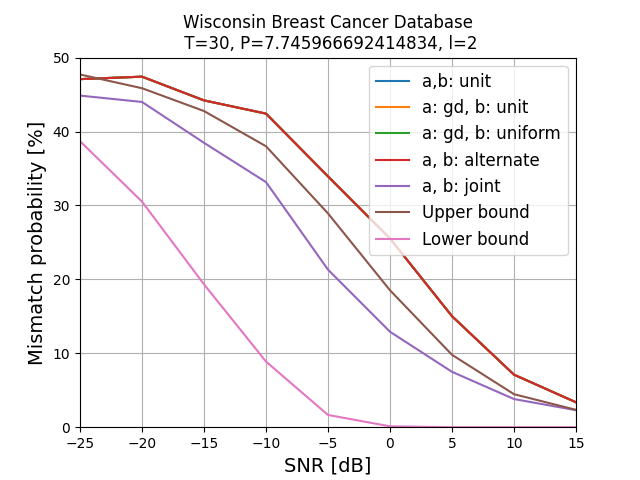 Wisconsin Breast Cancer Database
T=30, P=7.745966692414834, l=2
50
40
30
20
10
0
Mismatch probability [%]
a,b: unit
a: gd, b: unit
a: gd, b: uniform
a, b: alternate
a, b: joint
Upper bound
Lower bound
−25 −20 −15 −10 −5 0 5 10 15
SNR [dB]